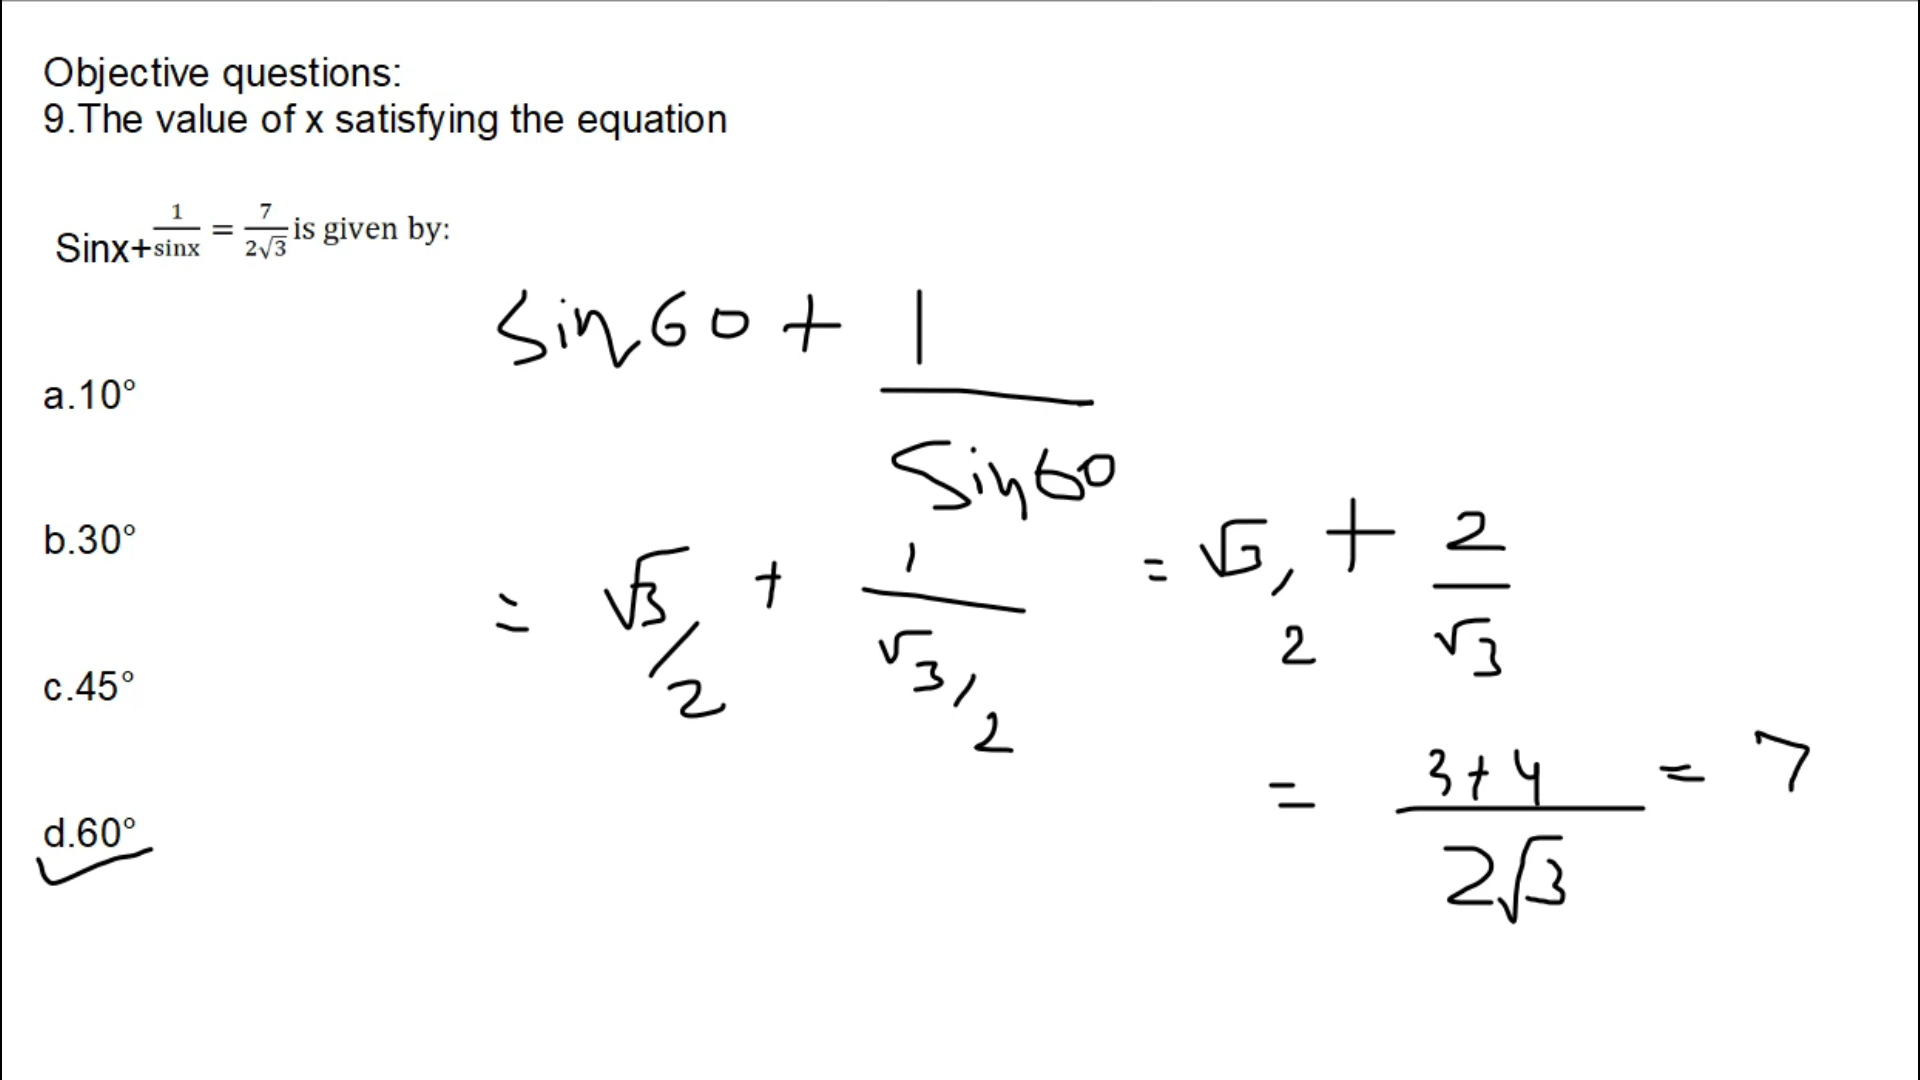 Objective questions:
9.The value of x satisfying the equation
Sinx+1/sinx = 7/2√3 is given by:
sin60 + 1/sin60
a.10°
b.30°
= √3/2 + 1/√3/2 = √3/2 + 2/√3
c.45°
= 3+4/2√3 = 7
d.60°